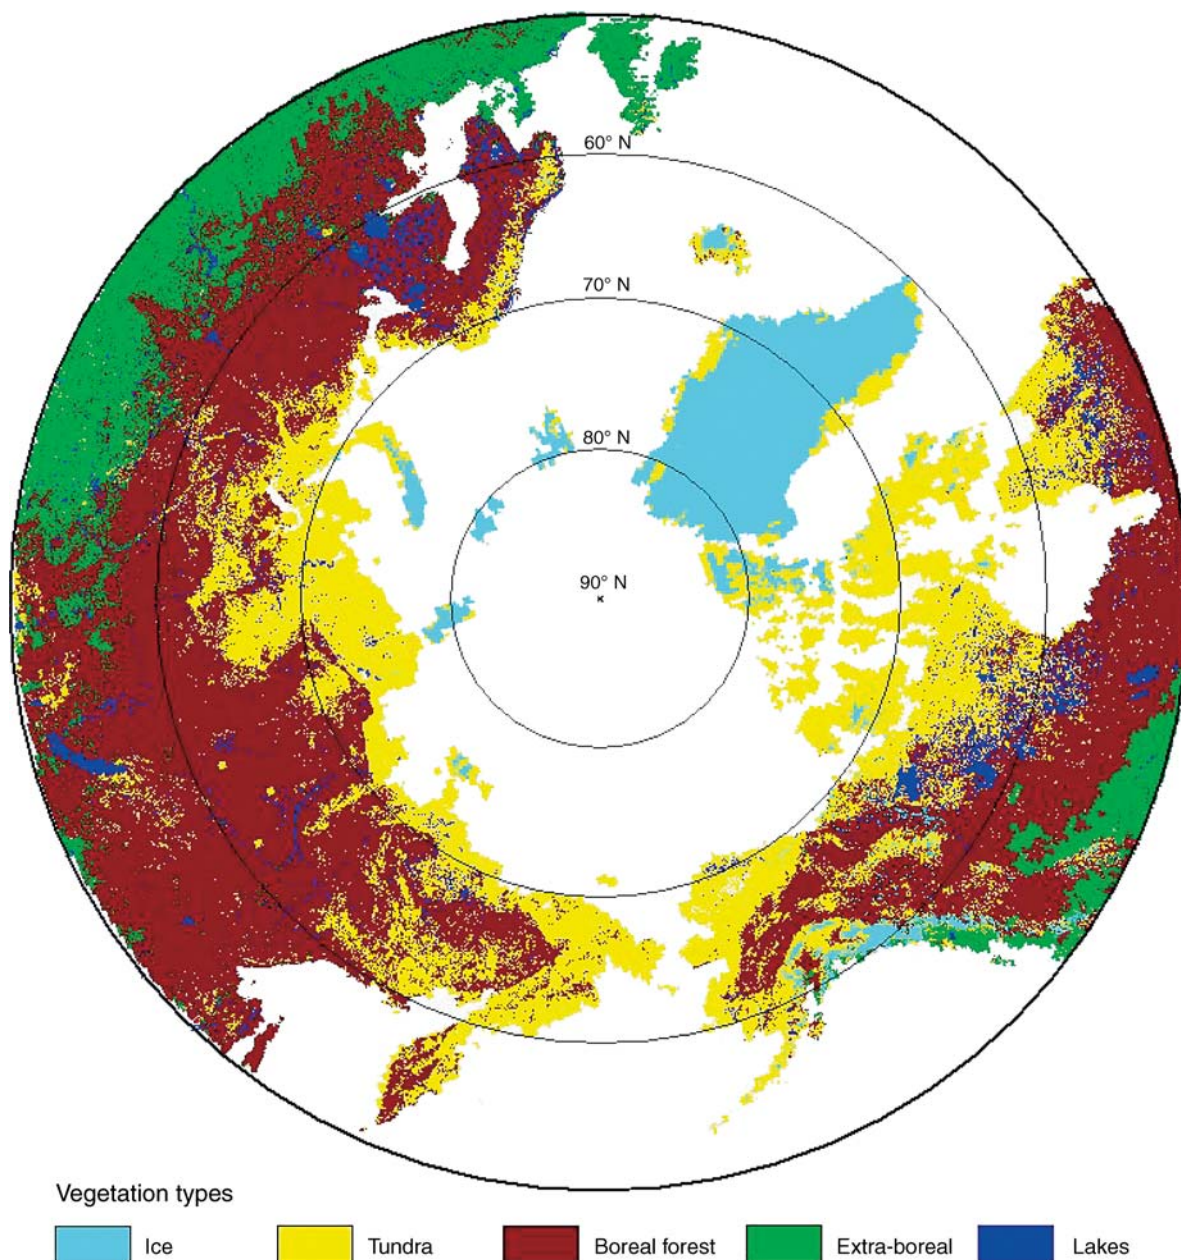 60° N
70° N
80° N
90° N
Vegetation types
Ice
Tundra
Boreal forest
Extra-boreal
Lakes